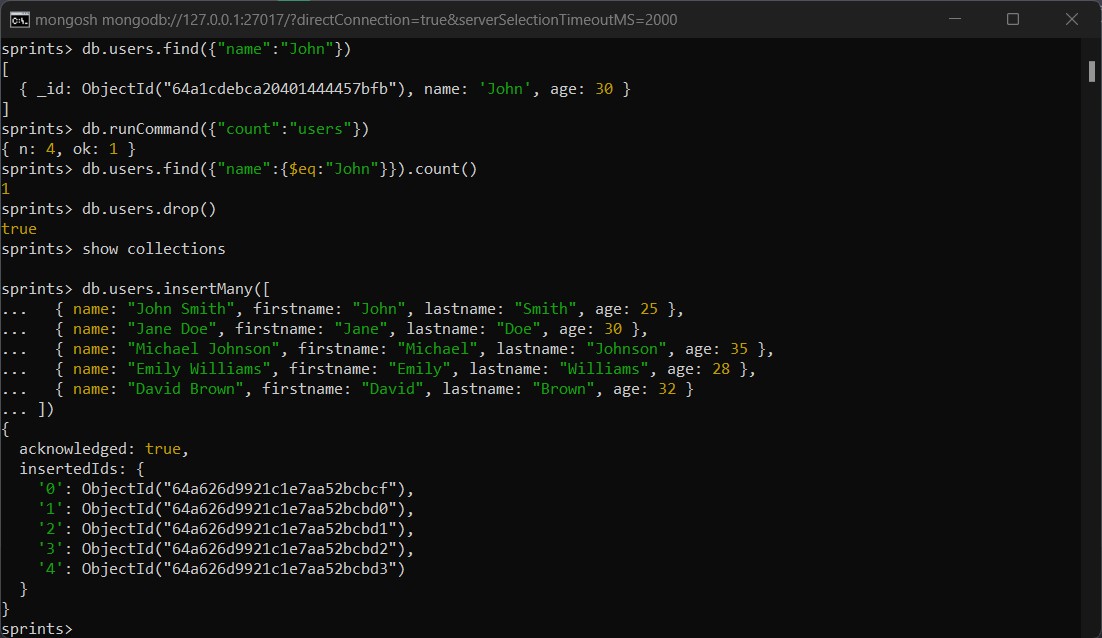 mongosh mongodb://127.0.0.1:27017/?directConnection=true&serverSelectionTimeoutMS=2000
sprints> db.users.find({"name":"John"})
[
  { _id: ObjectId("64a1cdebca20401444457bfb"), name: 'John', age: 30 }
]
sprints> db.runCommand({"count":"users"})
{ n: 4, ok: 1 }
sprints> db.users.find({"name":{$eq:"John"}}).count()
1
sprints> db.users.drop()
true
sprints> show collections

sprints> db.users.insertMany([
...   { name: "John Smith", firstname: "John", lastname: "Smith", age: 25 },
...   { name: "Jane Doe", firstname: "Jane", lastname: "Doe", age: 30 },
...   { name: "Michael Johnson", firstname: "Michael", lastname: "Johnson", age: 35 },
...   { name: "Emily Williams", firstname: "Emily", lastname: "Williams", age: 28 },
...   { name: "David Brown", firstname: "David", lastname: "Brown", age: 32 }
... ])
{
  acknowledged: true,
  insertedIds: {
    '0': ObjectId("64a626d9921c1e7aa52bcbcf"),
    '1': ObjectId("64a626d9921c1e7aa52bcbd0"),
    '2': ObjectId("64a626d9921c1e7aa52bcbd1"),
    '3': ObjectId("64a626d9921c1e7aa52bcbd2"),
    '4': ObjectId("64a626d9921c1e7aa52bcbd3")
  }
}
sprints>